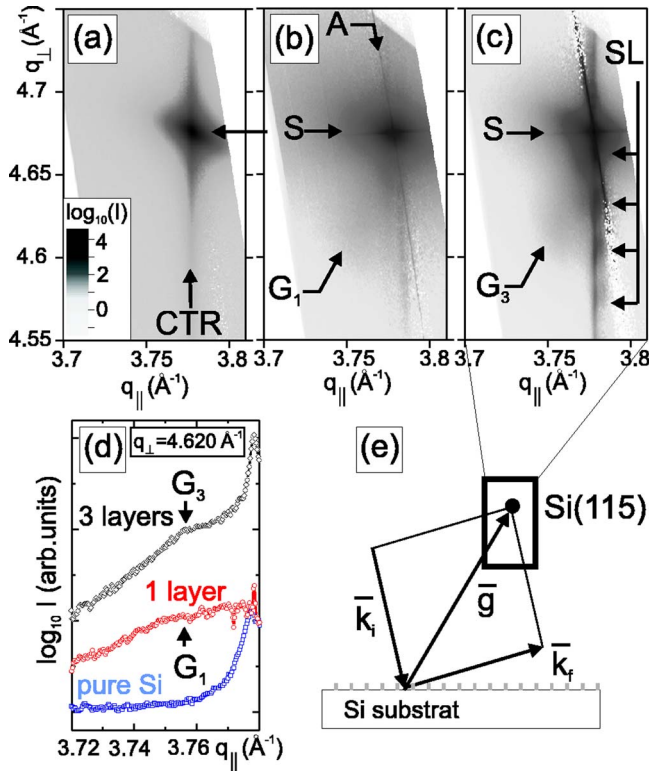 (a)
A
(b)
(c)
SL
q⊥(Å⁻¹)
4.7
4.65
4.6
4.55
S
S
log₁₀(I)
4
2
0
CTR
G₁
G₃
3.7 3.75 3.8
3.7 3.75 3.8
3.7 3.75 3.8
q||(Å⁻¹)
q||(Å⁻¹)
q||(Å⁻¹)
(d)
q⊥=4.620 Å⁻¹
G₃
3 layers
1 layer
G₁
pure Si
log₁₀ I (arb.units)
3.72 3.74 3.76 q||(Å⁻¹)
(e)
Si(115)
k̅ᵢ
g̅
k̅f
Si substrat